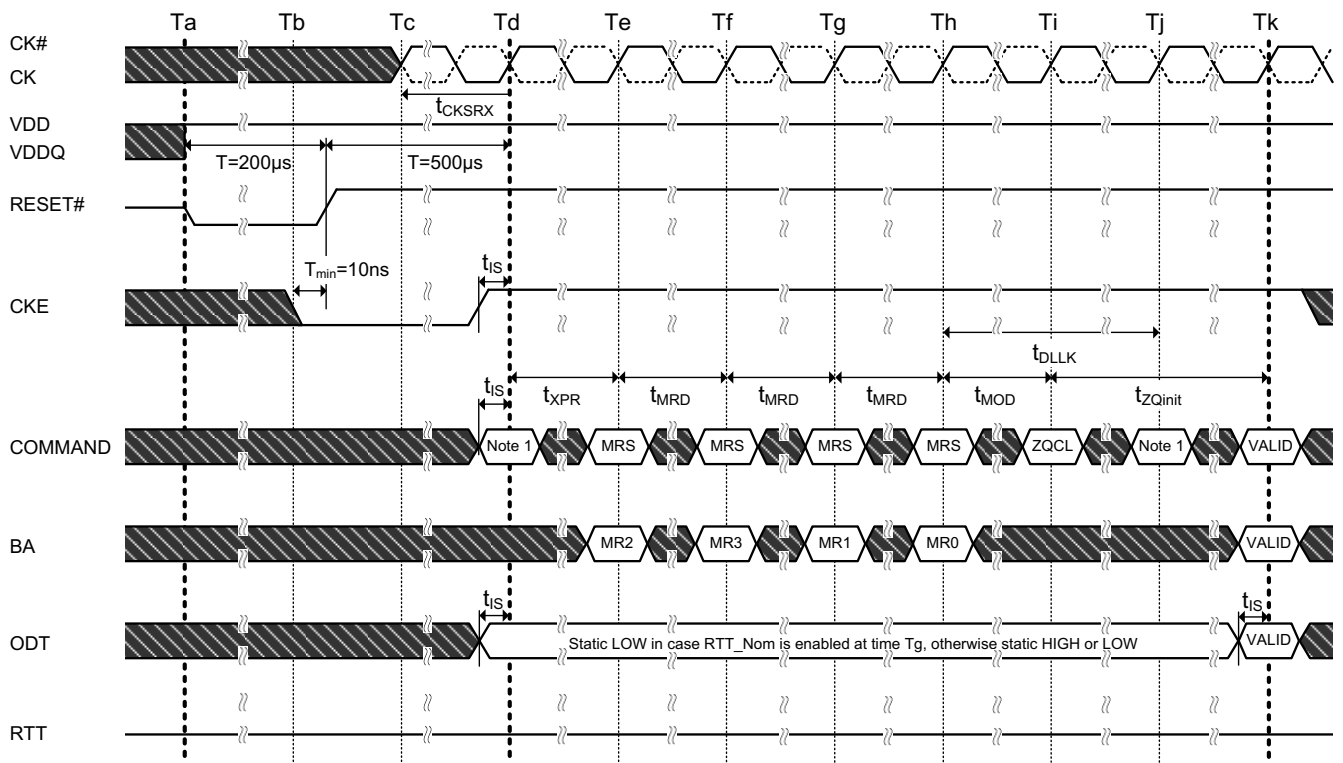 Ta Tb Tc Td Te Tf Tg Th Ti Tj Tk
CK#
CK
tCKSRX
VDD
VDDQ
T=200µs T=500µs
RESET#
Tmin=10ns tIS
CKE
tDLLK
tIS tXPR tMRD tMRD tMRD tMOD tZQinit
COMMAND Note 1 MRS MRS MRS MRS ZQCL Note 1 VALID
BA MR2 MR3 MR1 MR0 VALID
tIS tIS
ODT Static LOW in case RTT_Nom is enabled at time Tg, otherwise static HIGH or LOW VALID
RTT